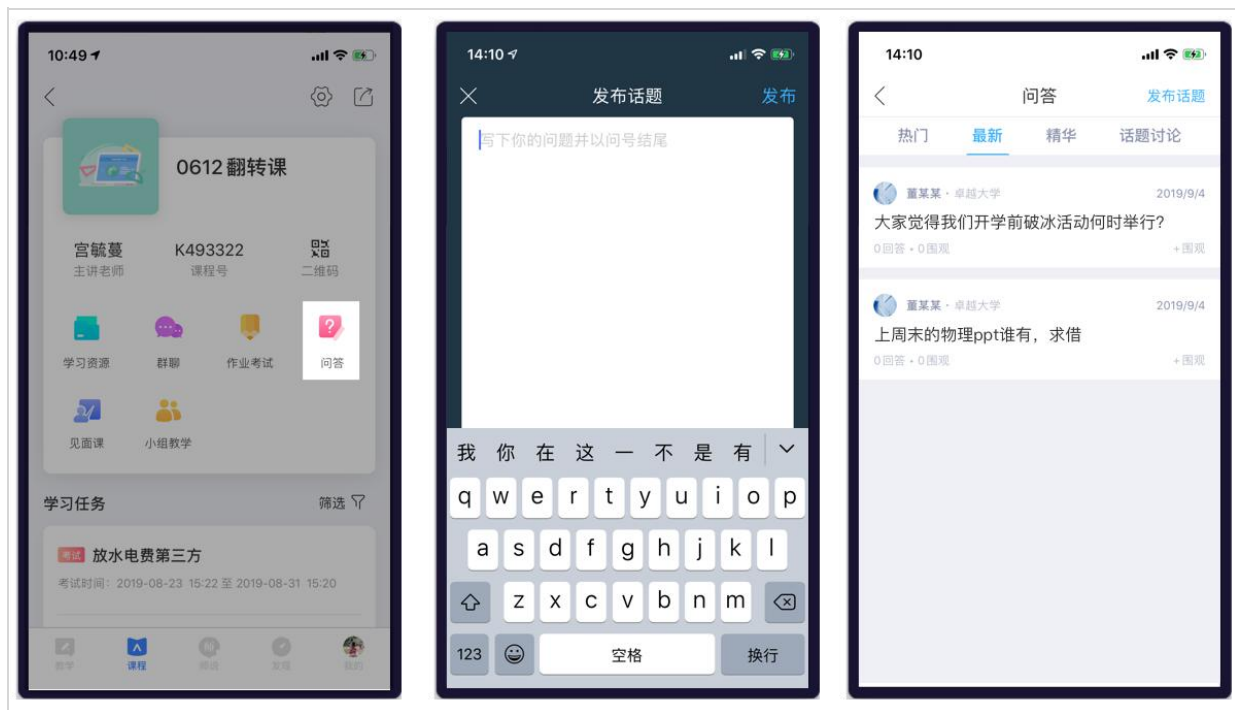 10:49
0612 翻转课
宫毓蔓 K493322
主讲老师 课程号 二维码
学习资源 群聊 作业考试 问答
见面课 小组教学
学习任务 筛选
考试 放水电费第三方
考试时间：2019-08-23 15:22 至 2019-08-31 15:20
教学 课程 发现 我的
14:10
发布话题 发布
写下你的问题并以问号结尾
我 你 在 这 一 不 是 有
q w e r t y u i o p
a s d f g h j k l
z x c v b n m
123 空格 换行
14:10
问答 发布话题
热门 最新 精华 话题讨论
董某某·卓越大学 2019/9/4
大家觉得我们开学前破冰活动何时举行?
0回答·0围观 +围观
董某某·卓越大学 2019/9/4
上周末的物理ppt谁有，求借
0回答·0围观 +围观